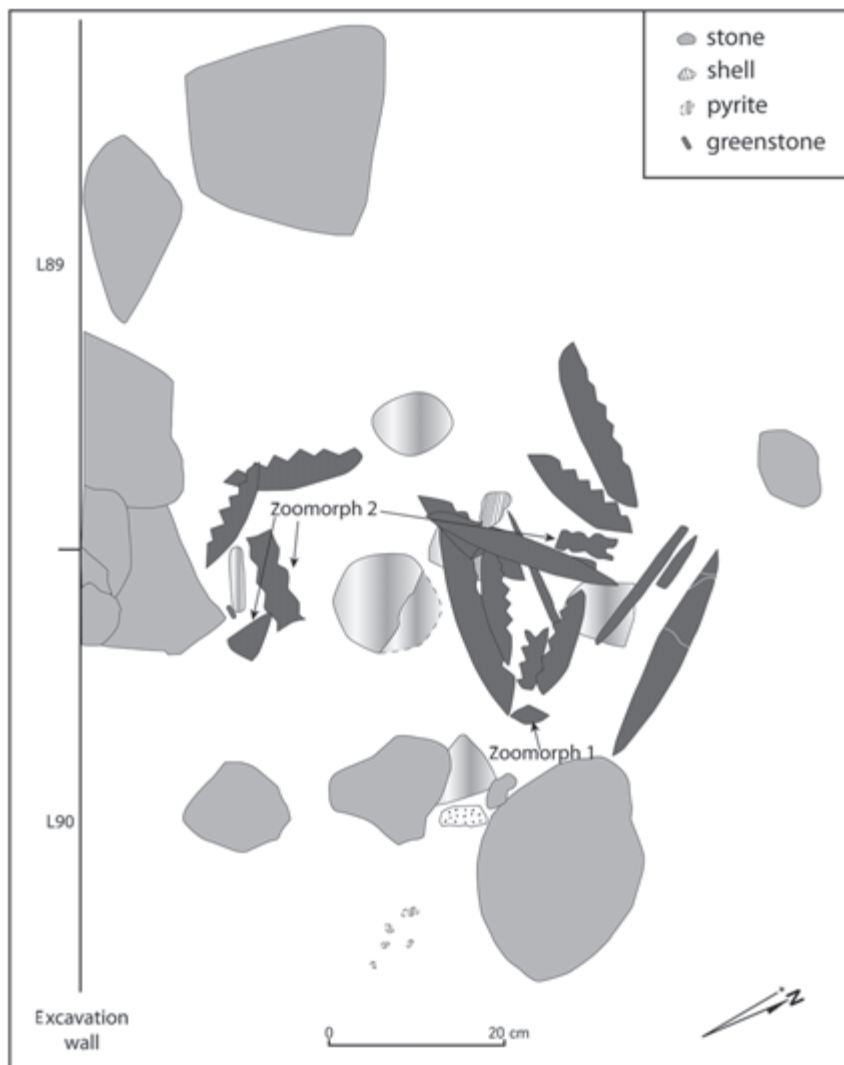 stone
shell
pyrite
greenstone
L89
Zoomorph 2
Zoomorph 1
L90
Excavation
wall
0 20 cm
N